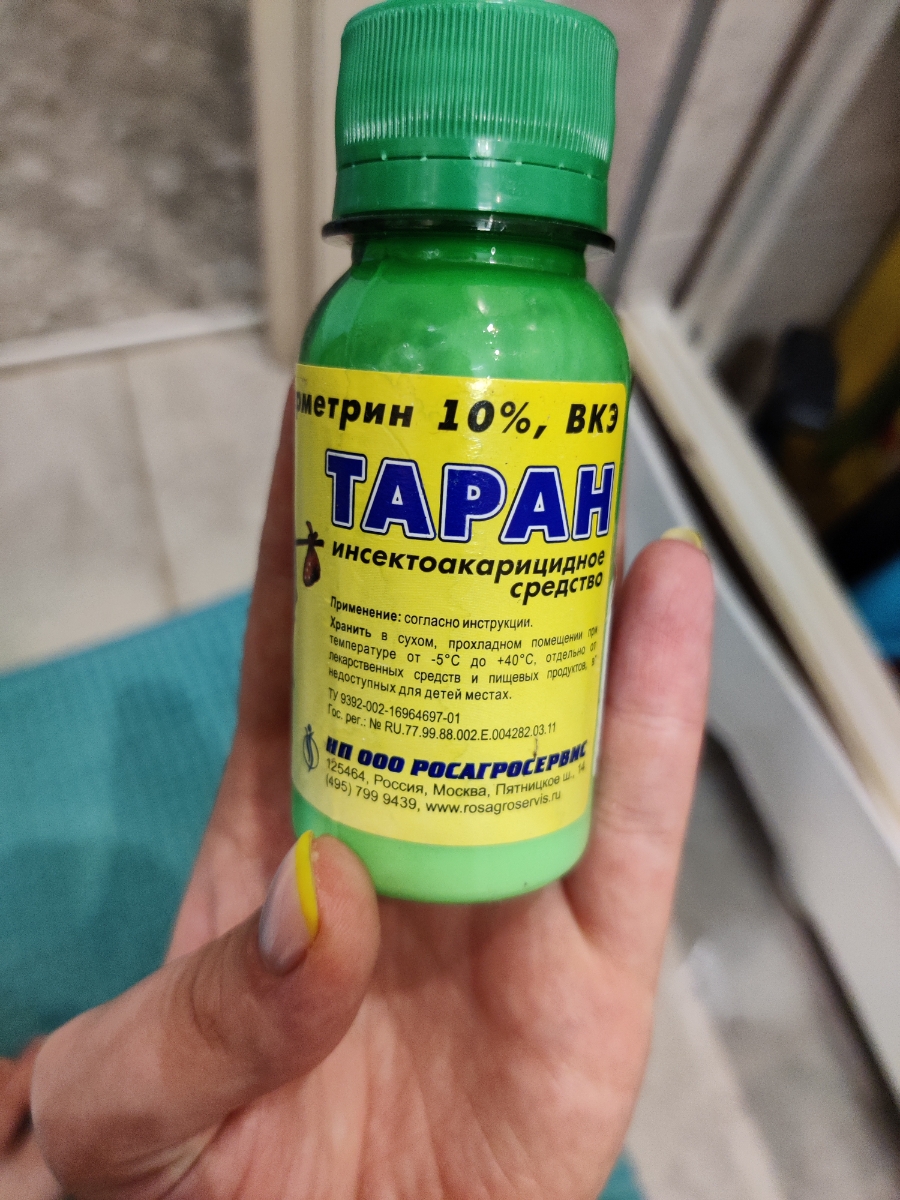 ометрин 10%, ВКЭ
ТАРАН
инсектоакарицидное
средство
Применение: согласно инструкции.
Хранить в сухом, прохладном помещении при
температуре от -5°С до +40°С, отдельно от
лекарственных средств и пищевых продуктов, в
недоступных для детей местах.
ТУ 9392-002-16964697-01
Гос. рег.: № RU.77.99.88.002.Е.004282.03.11
НП ООО РОСАГРОСЕРВИС
125464, Россия, Москва, Пятницкое ш., 14
(495) 799 9439, www.rosagroservis.ru